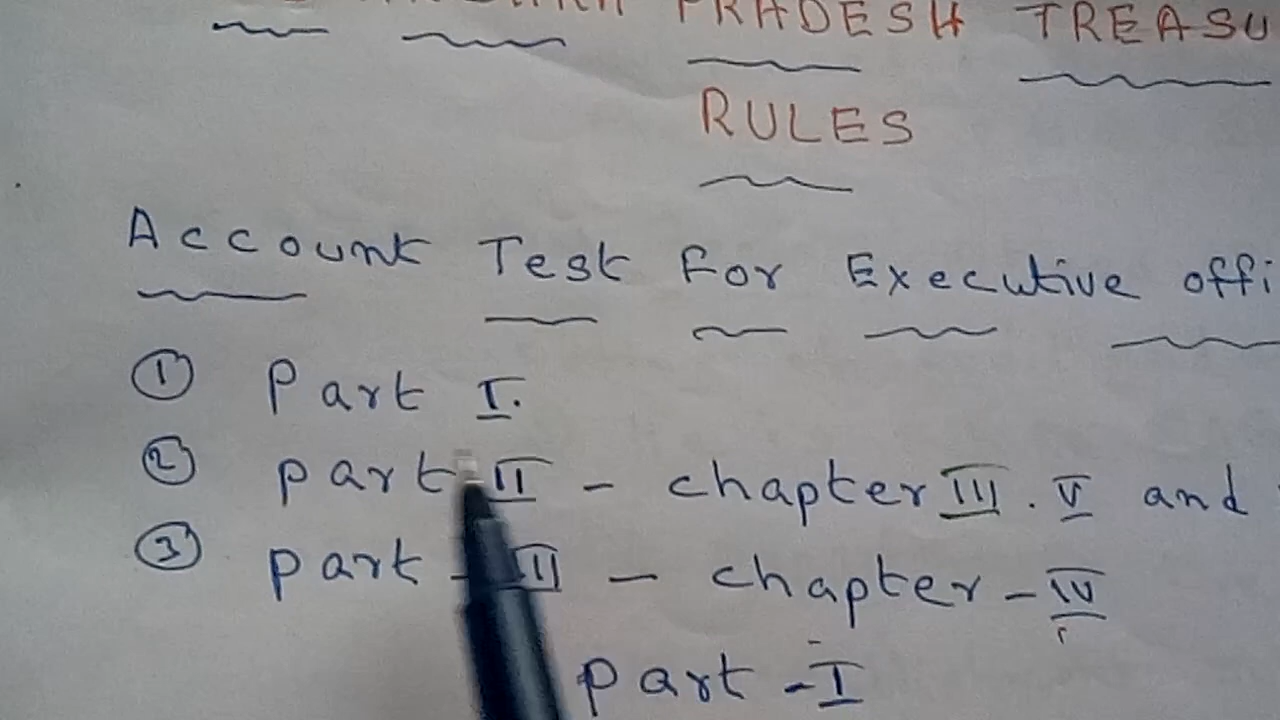 PRADESH TREASU
RULES
Account Test For Executive offi
① Part I.
② part II - chapter III . V and
③ part - III - chapter - IV
part - I